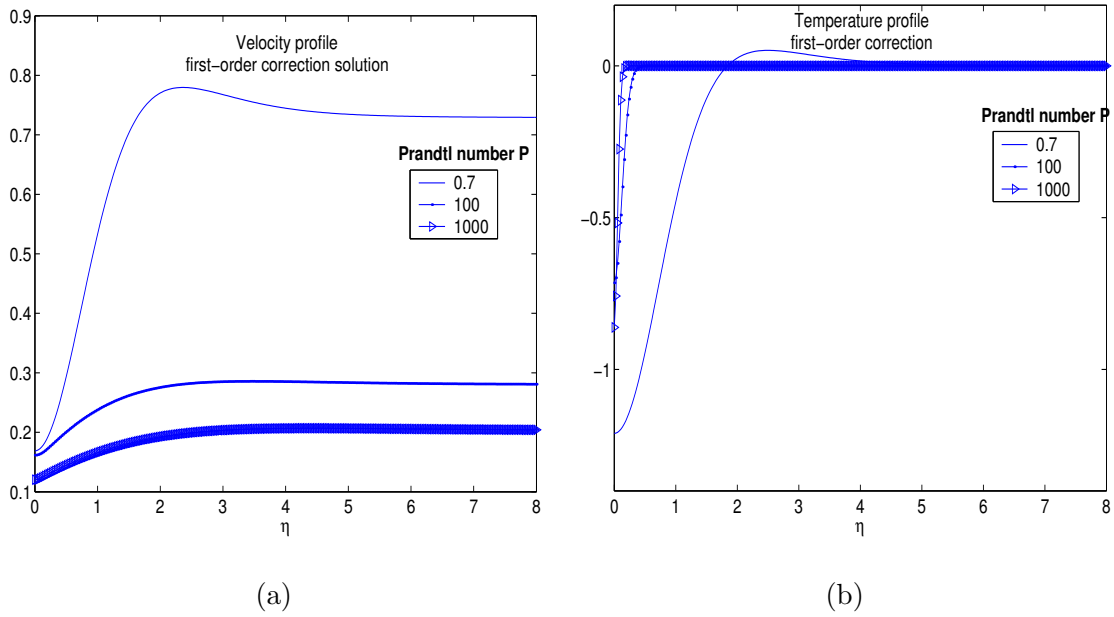 Velocity profile
first−order correction solution
0.9
0.8
0.7
0.6
0.5
0.4
0.3
0.2
0.1
Prandtl number P
0.7
100
1000
0 1 2 3 4 5 6 7 8
η
(a)
Temperature profile
first−order correction
0
−0.5
−1
Prandtl number P
0.7
100
1000
0 1 2 3 4 5 6 7 8
η
(b)